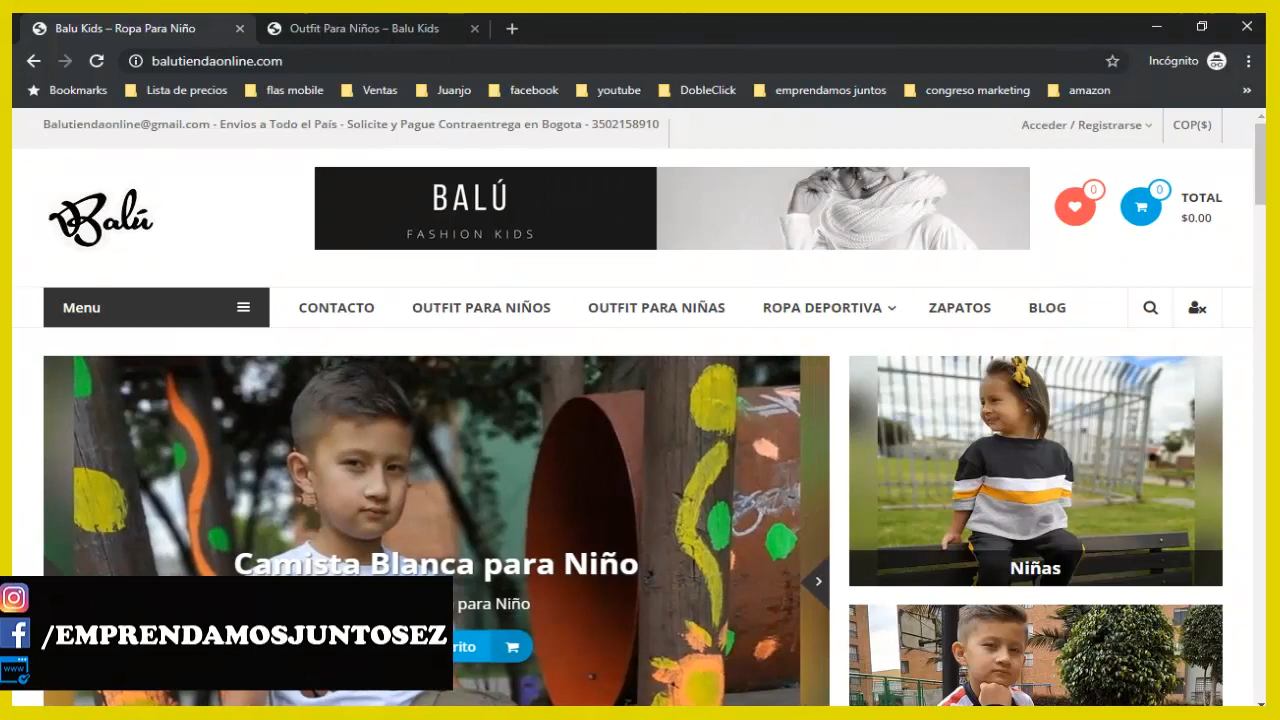 Balu Kids – Ropa Para Niño
Outfit Para Niños – Balu Kids
balutiendaonline.com
Incógnito
Bookmarks
Lista de precios
flas mobile
Ventas
Juanjo
facebook
youtube
DobleClick
emprendamos juntos
congreso marketing
amazon
»
Balutiendaonline@gmail.com - Envios a Todo el País - Solicite y Pague Contraentrega en Bogota - 3502158910
Acceder / Registrarse
COP($)
Balú
BALÚ
FASHION KIDS
0
0
TOTAL
$0.00
Menu
CONTACTO
OUTFIT PARA NIÑOS
OUTFIT PARA NIÑAS
ROPA DEPORTIVA
ZAPATOS
BLOG
Camista Blanca para Niño
para Niño
rito
Niñas
/EMPRENDAMOSJUNTOSEZ
www